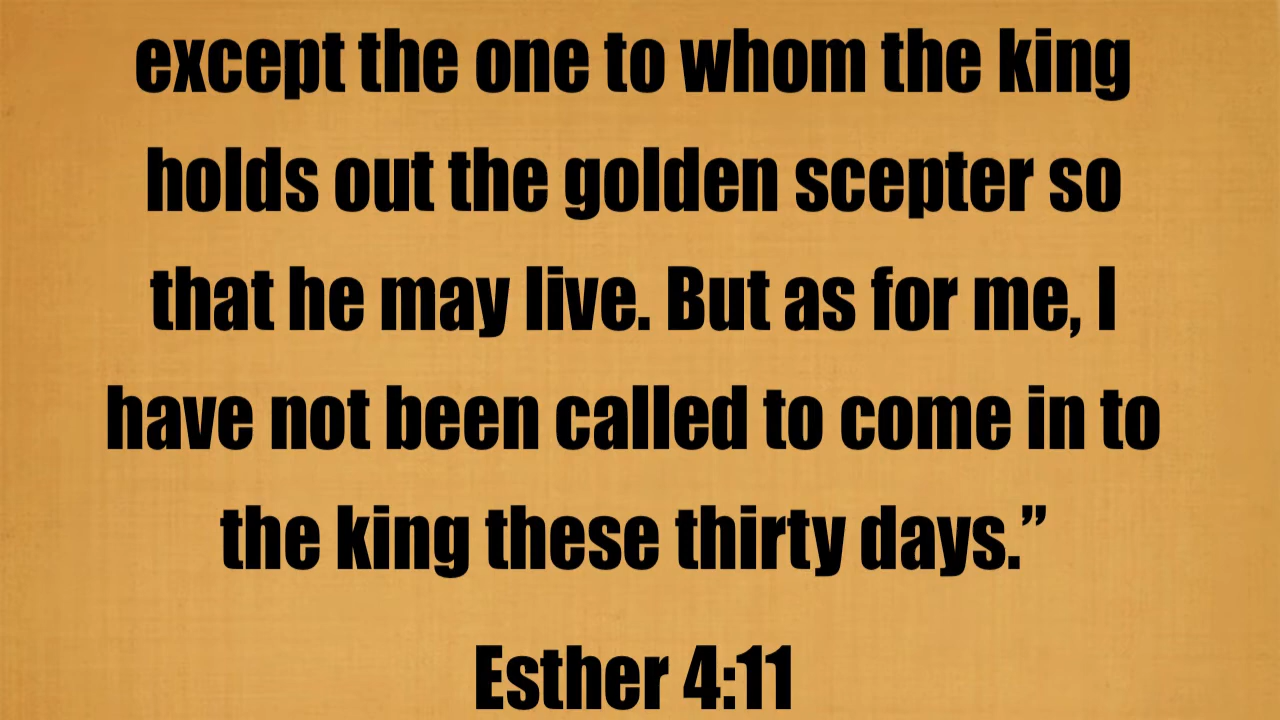 except the one to whom the king
holds out the golden scepter so
that he may live. But as for me, I
have not been called to come in to
the king these thirty days.”
Esther 4:11